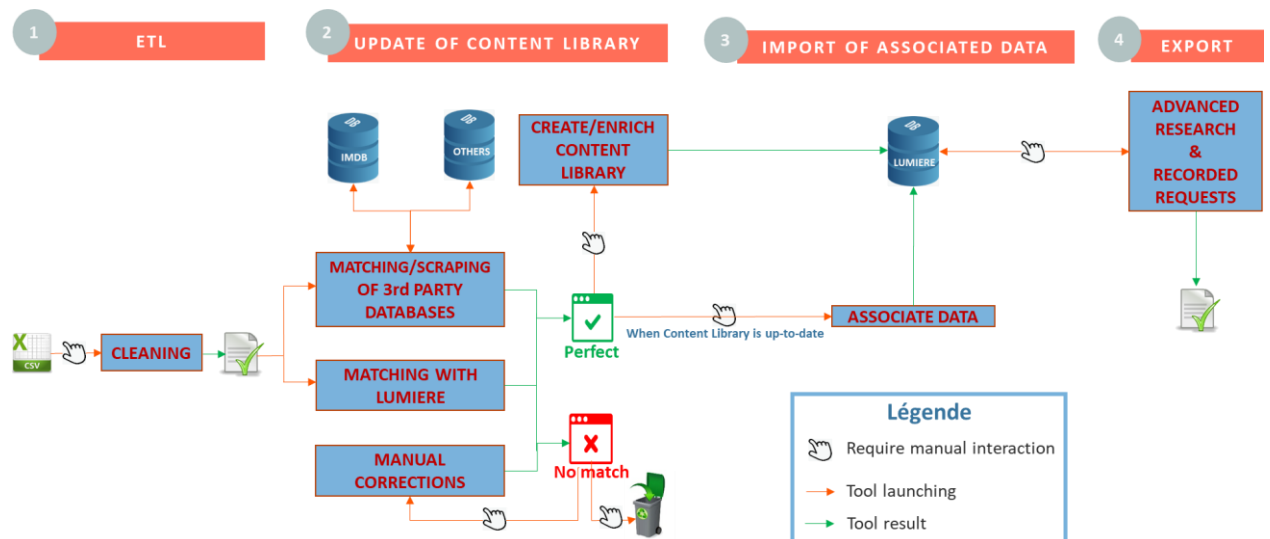 1
ETL
2
UPDATE OF CONTENT LIBRARY
3
IMPORT OF ASSOCIATED DATA
4
EXPORT
DB
IMDB
DB
OTHERS
CREATE/ENRICH
CONTENT
LIBRARY
DB
LUMIERE
ADVANCED
RESEARCH
&
RECORDED
REQUESTS
MATCHING/SCRAPING
OF 3rd PARTY
DATABASES
X
CSV
CLEANING
Perfect
When Content Library is up-to-date
ASSOCIATE DATA
MATCHING WITH
LUMIERE
No match
MANUAL
CORRECTIONS
Légende
Require manual interaction
Tool launching
Tool result